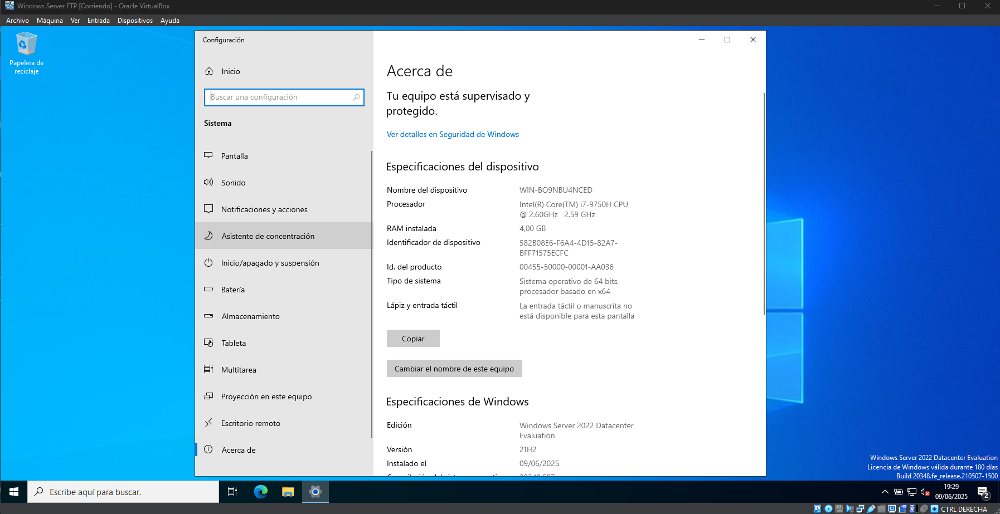 Windows Server FTP [Corriendo] - Oracle VirtualBox
Archivo Máquina Ver Entrada Dispositivos Ayuda
Papelera de
reciclaje
Configuración
Inicio
Buscar una configuración
Sistema
Pantalla
Sonido
Notificaciones y acciones
Asistente de concentración
Inicio/apagado y suspensión
Batería
Almacenamiento
Tableta
Multitarea
Proyección en este equipo
Escritorio remoto
Acerca de
Acerca de
Tu equipo está supervisado y
protegido.
Ver detalles en Seguridad de Windows
Especificaciones del dispositivo
Nombre del dispositivo WIN-BO9NBU4NCED
Procesador Intel(R) Core(TM) i7-9750H CPU
@ 2.60GHz 2.59 GHz
RAM instalada 4,00 GB
Identificador de dispositivo 582B08E6-F6A4-4D15-82A7-
BFF71575ECFC
Id. del producto 00455-50000-00001-AA036
Tipo de sistema Sistema operativo de 64 bits,
procesador basado en x64
Lápiz y entrada táctil La entrada táctil o manuscrita no
está disponible para esta pantalla
Copiar
Cambiar el nombre de este equipo
Especificaciones de Windows
Edición Windows Server 2022 Datacenter
Evaluation
Versión 21H2
Instalado el 09/06/2025
Windows Server 2022 Datacenter Evaluation
Licencia de Windows válida durante 180 días
Build 20348.fe_release.210507-1500
Escribe aquí para buscar.
19:29
09/06/2025
2
CTRL DERECHA